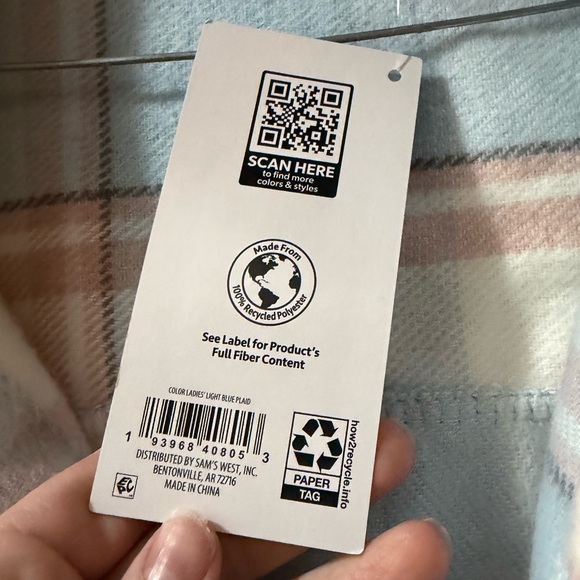 SCAN HERE
to find more
colors & styles
Made From
100% Recycled Polyester
See Label for Product's
Full Fiber Content
COLOR LADIES' LIGHT BLUE PLAID
1 93968 40805 3
DISTRIBUTED BY SAM'S WEST, INC.
BENTONVILLE, AR 72716
MADE IN CHINA
PAPER
TAG
how2recycle.info